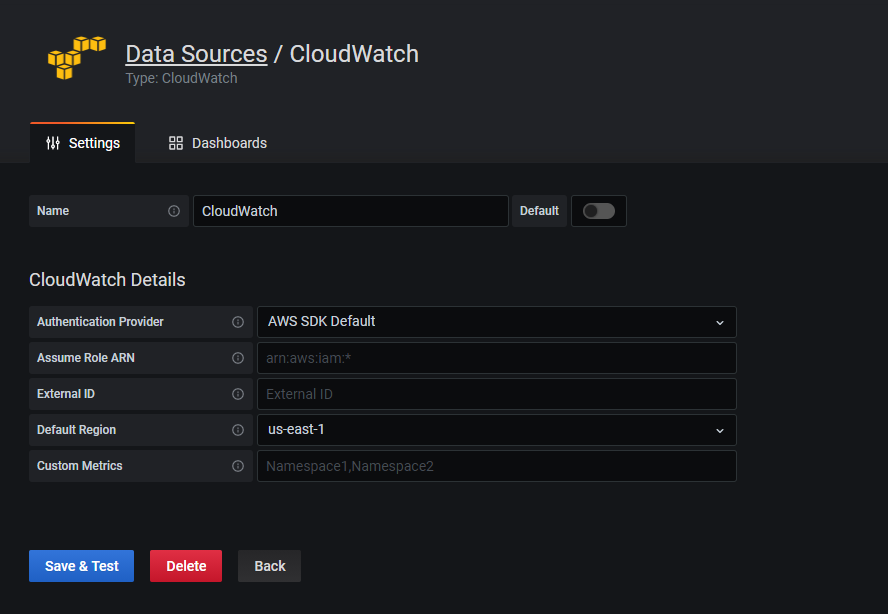 Data Sources / CloudWatch
Type: CloudWatch
Settings
Dashboards
Name
CloudWatch
Default
CloudWatch Details
Authentication Provider
AWS SDK Default
Assume Role ARN
arn:aws:iam:*
External ID
External ID
Default Region
us-east-1
Custom Metrics
Namespace1,Namespace2
Save & Test
Delete
Back